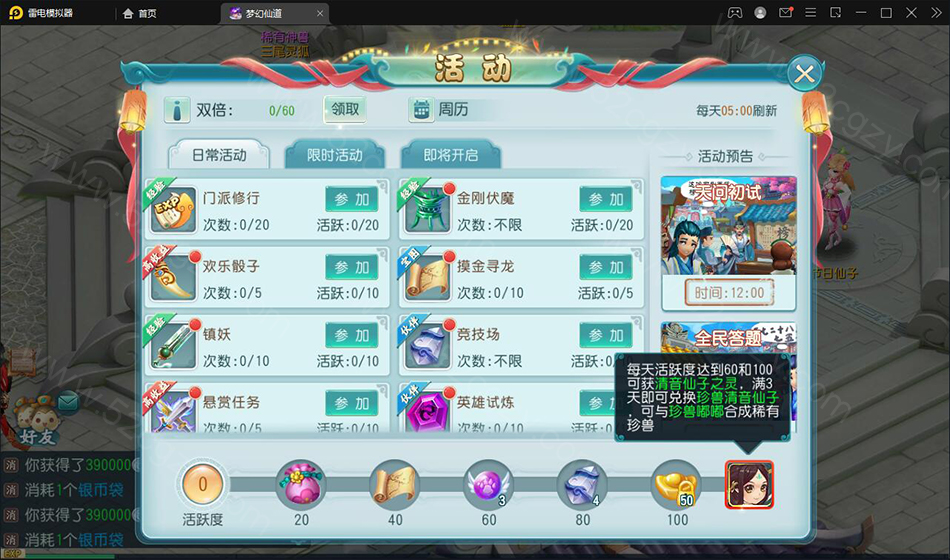 雷电模拟器
首页
梦幻仙道
稀有神兽
三尾灵狐
活动
双倍: 0/60 领取 周历 每天05:00刷新
日常活动 限时活动 即将开启 活动预告
经验 门派修行 参加
EXP 次数:0/20 活跃:0/20
经验 金刚伏魔 参加
次数:不限 活跃:0/20
天问初试
时间:12:00
高收益 欢乐骰子 参加
次数:0/5 活跃:0/10
宝图 摸金寻龙 参加
次数:0/10 活跃:0/5
经验 镇妖 参加
次数:0/10 活跃:0/10
伙伴 竞技场 参加
次数:不限 活跃:0
全民答题
高收益 悬赏任务 参加
次数:0/5 活跃:0/10
伙伴 英雄试炼 参
次数:0/5 活跃:0/10
每天活跃度达到60和100
可获清音仙子之灵，满3
天即可兑换珍兽清音仙子
，可与珍兽嘟嘟合成稀有
珍兽
0 3 4 50
活跃度 20 40 60 80 100
好友
消 你获得了390000
消 消耗1个银币袋
消 你获得了390000
消 消耗1个银币袋
EXP